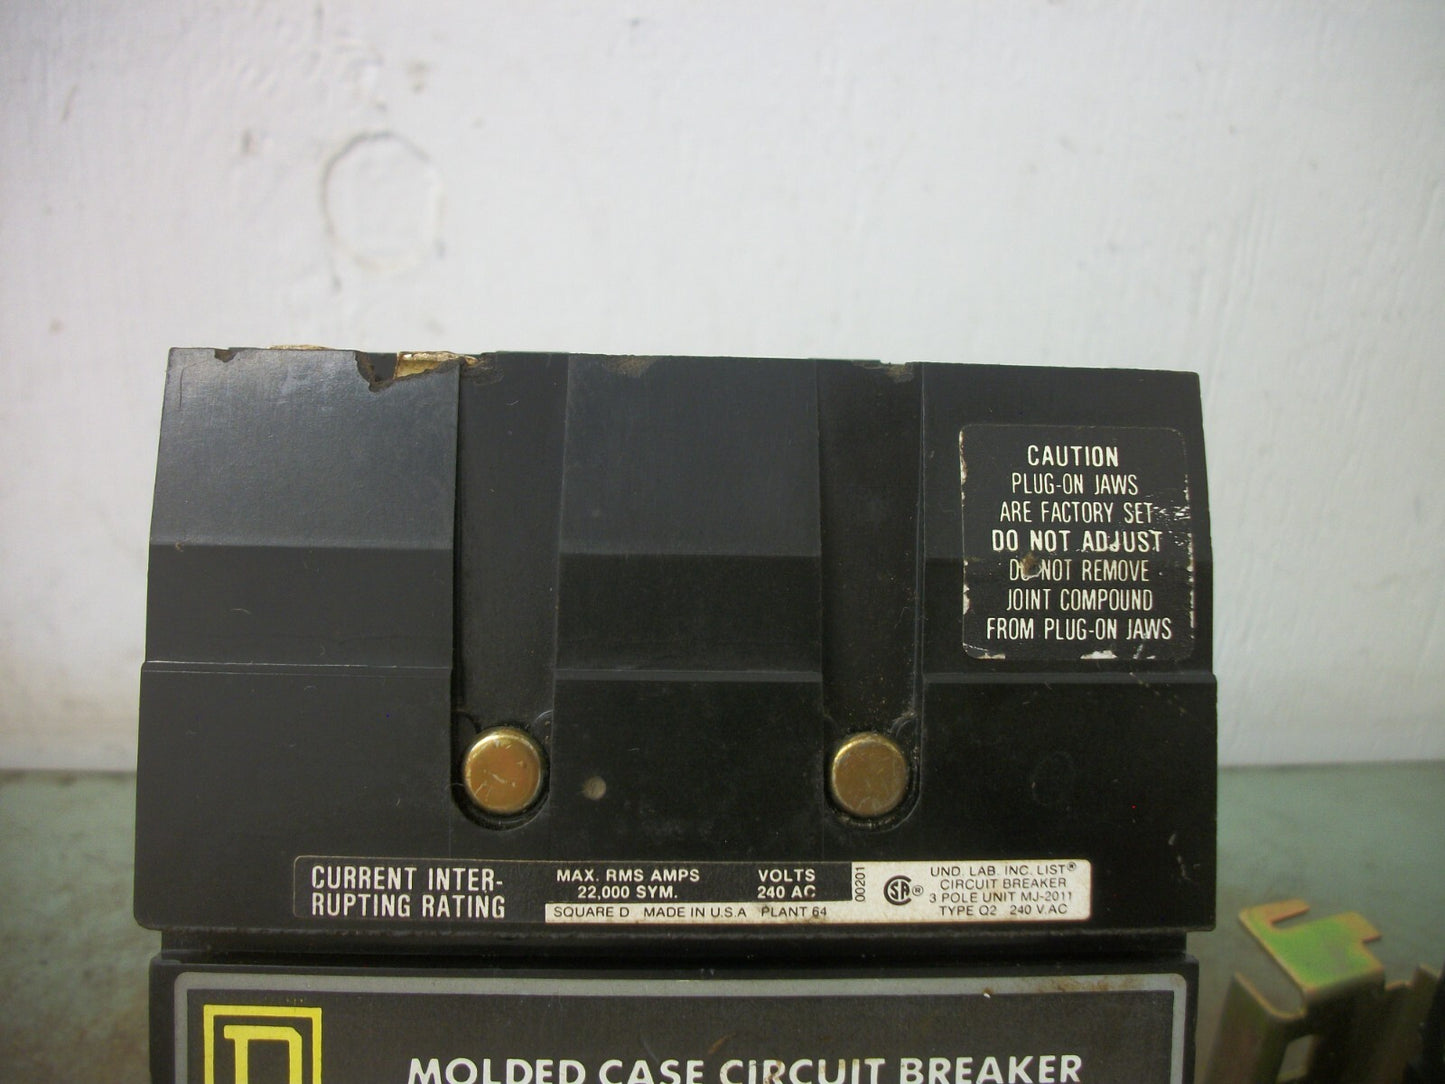 CAUTION
PLUG-ON JAWS
ARE FACTORY SET
DO NOT ADJUST
DO NOT REMOVE
JOINT COMPOUND
FROM PLUG-ON JAWS
CURRENT INTER-
RUPTING RATING
MAX. RMS AMPS VOLTS
22,000 SYM. 240 AC
SQUARE D MADE IN U.S.A PLANT 64
00201
SA ®
UND. LAB. INC. LIST®
CIRCUIT BREAKER
3 POLE UNIT MJ-2011
TYPE Q2 240 V.AC
D
MOLDED CASE CIRCUIT BREAKER